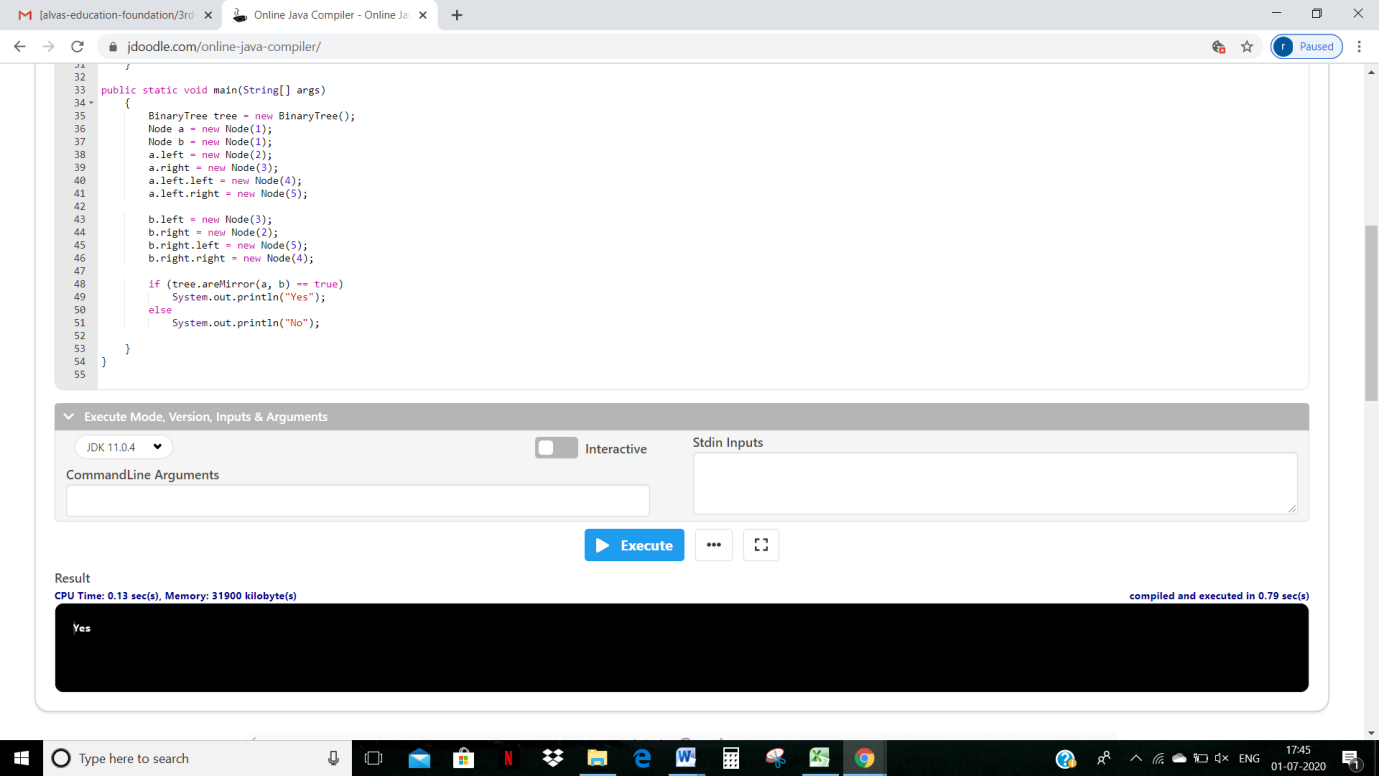 [alvas-education-foundation/3rd
Online Java Compiler - Online Ja
jdoodle.com/online-java-compiler/
r Paused
31 }
32
33 public static void main(String[] args)
34 {
35 BinaryTree tree = new BinaryTree();
36 Node a = new Node(1);
37 Node b = new Node(1);
38 a.left = new Node(2);
39 a.right = new Node(3);
40 a.left.left = new Node(4);
41 a.left.right = new Node(5);
42
43 b.left = new Node(3);
44 b.right = new Node(2);
45 b.right.left = new Node(5);
46 b.right.right = new Node(4);
47
48 if (tree.areMirror(a, b) == true)
49 System.out.println("Yes");
50 else
51 System.out.println("No");
52
53 }
54 }
55
Execute Mode, Version, Inputs & Arguments
JDK 11.0.4
Interactive
Stdin Inputs
CommandLine Arguments
Execute
Result
CPU Time: 0.13 sec(s), Memory: 31900 kilobyte(s)
compiled and executed in 0.79 sec(s)
Yes
Type here to search
ENG
17:45
01-07-2020
1